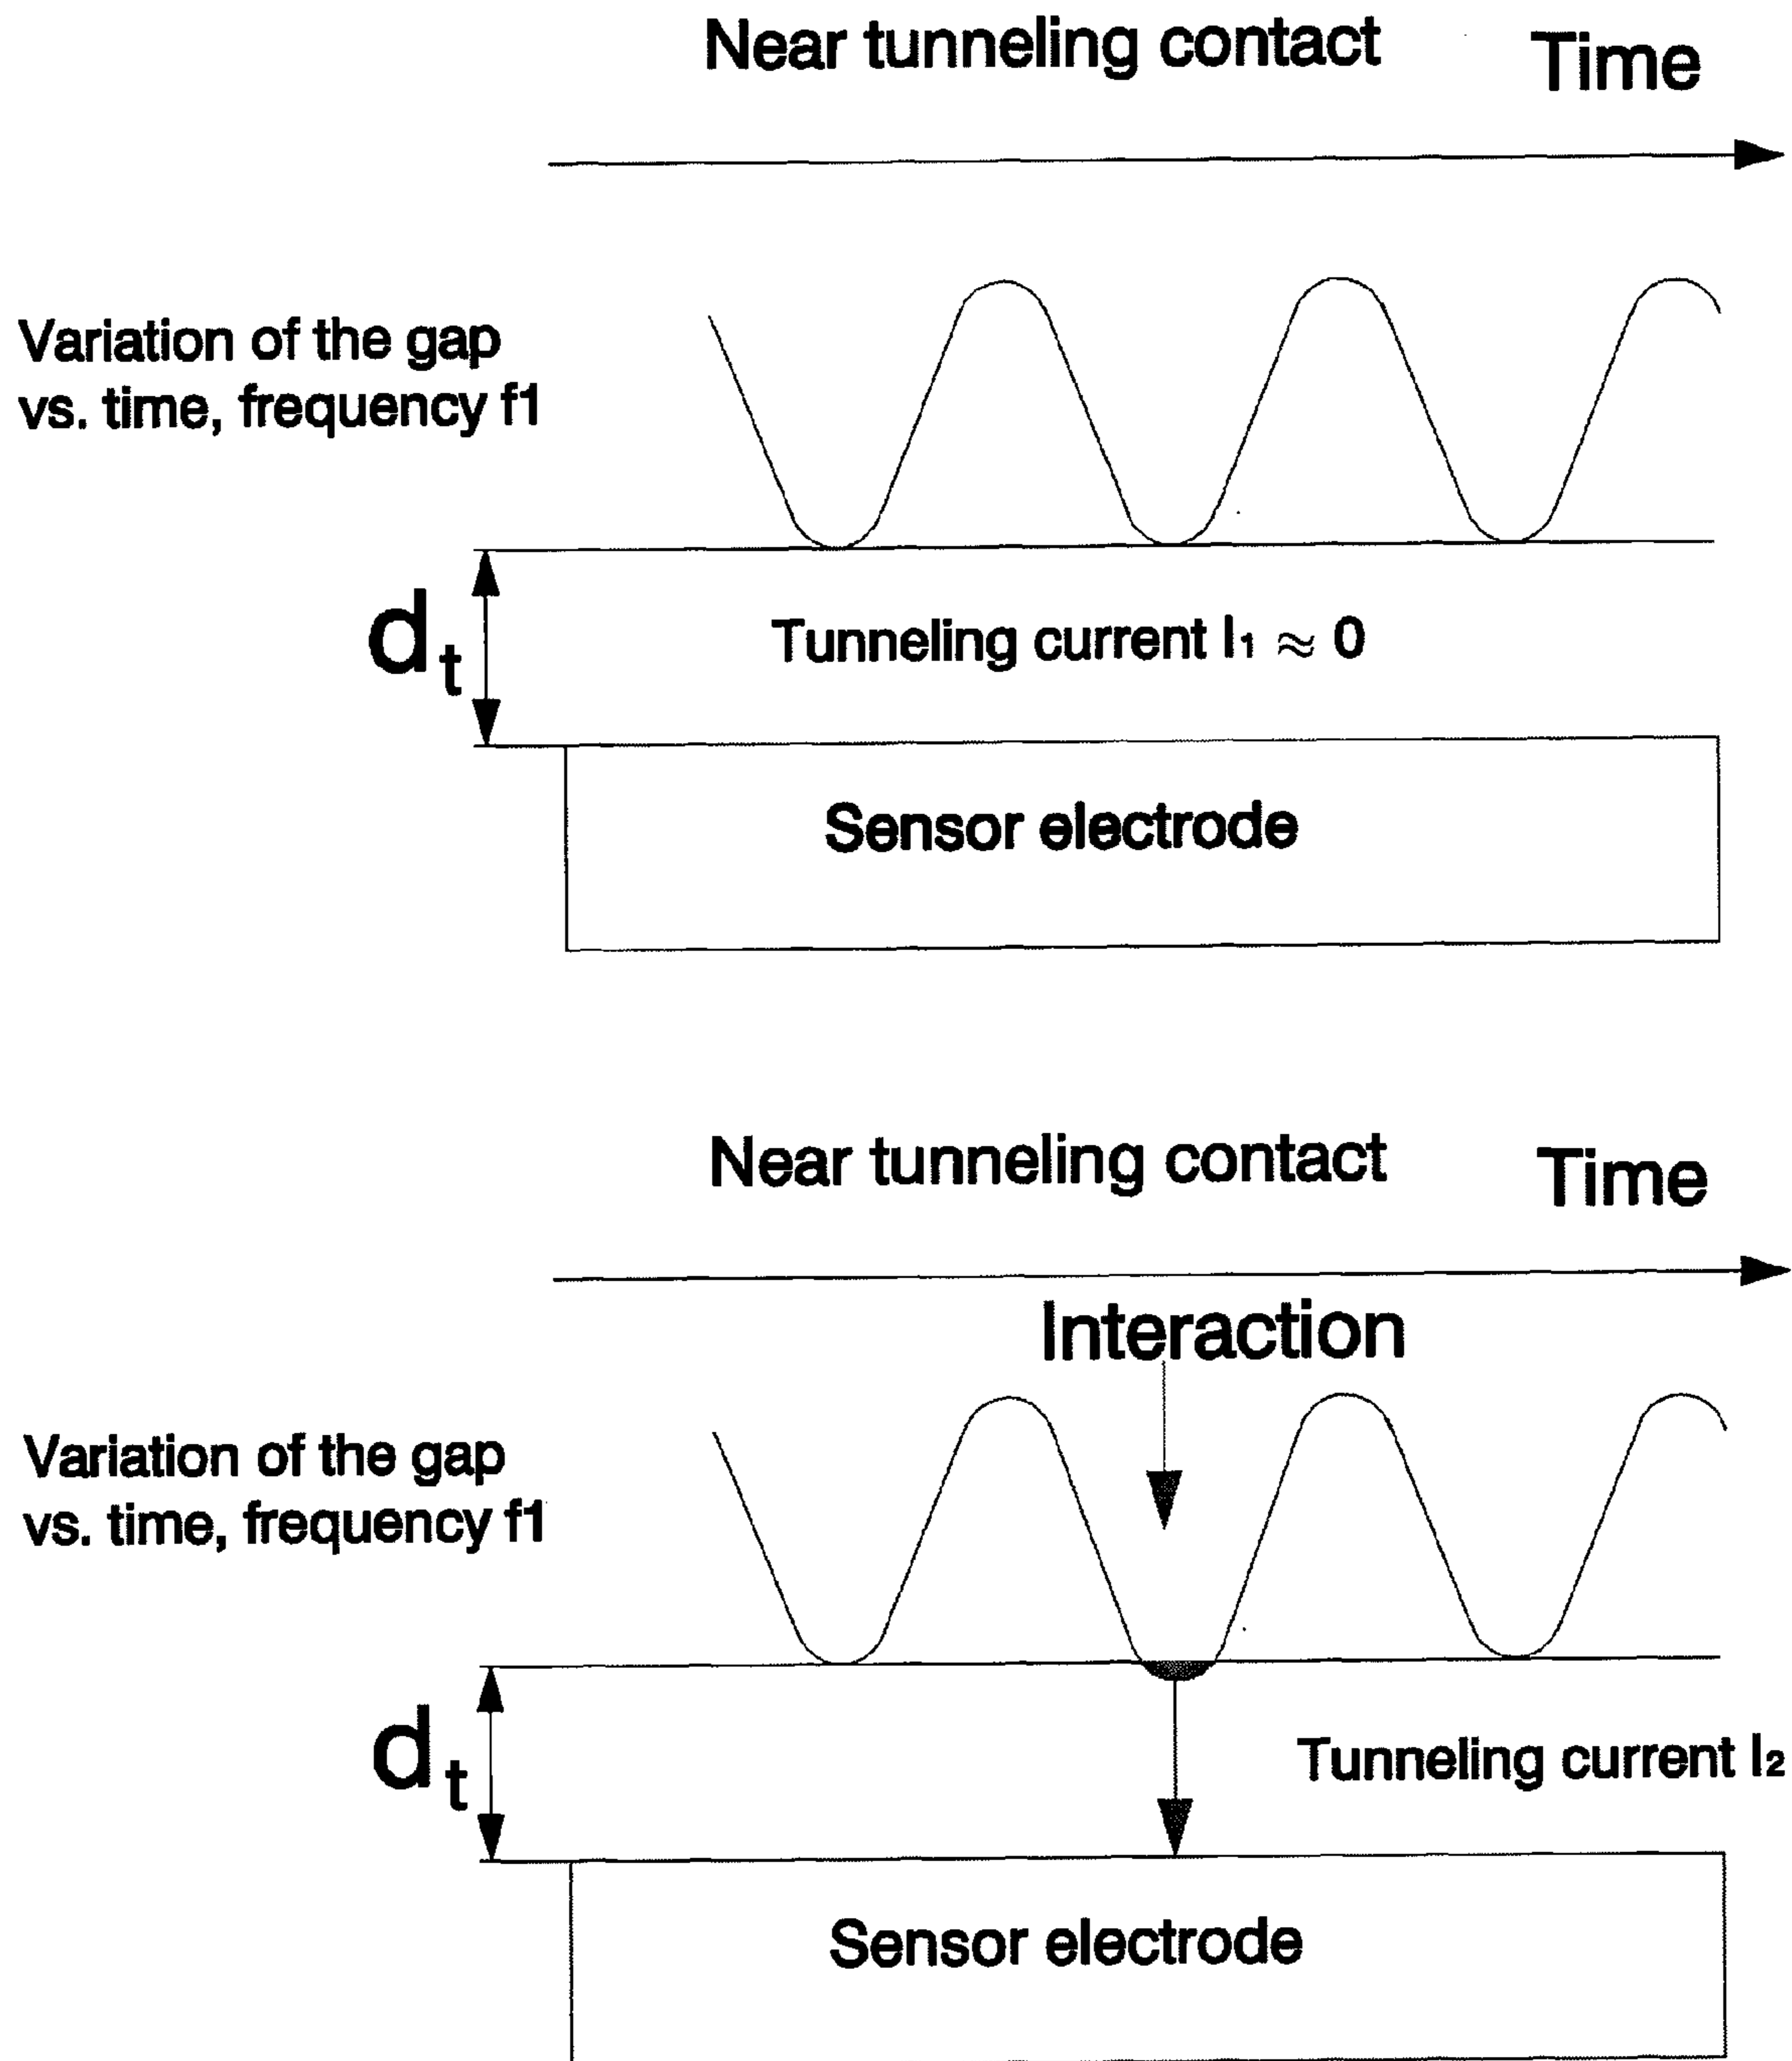 Near tunneling contact Time
Variation of the gap
vs. time, frequency f1
dt
Tunneling current I1 ≈ 0
Sensor electrode
Near tunneling contact Time
Interaction
Variation of the gap
vs. time, frequency f1
dt
Tunneling current I2
Sensor electrode